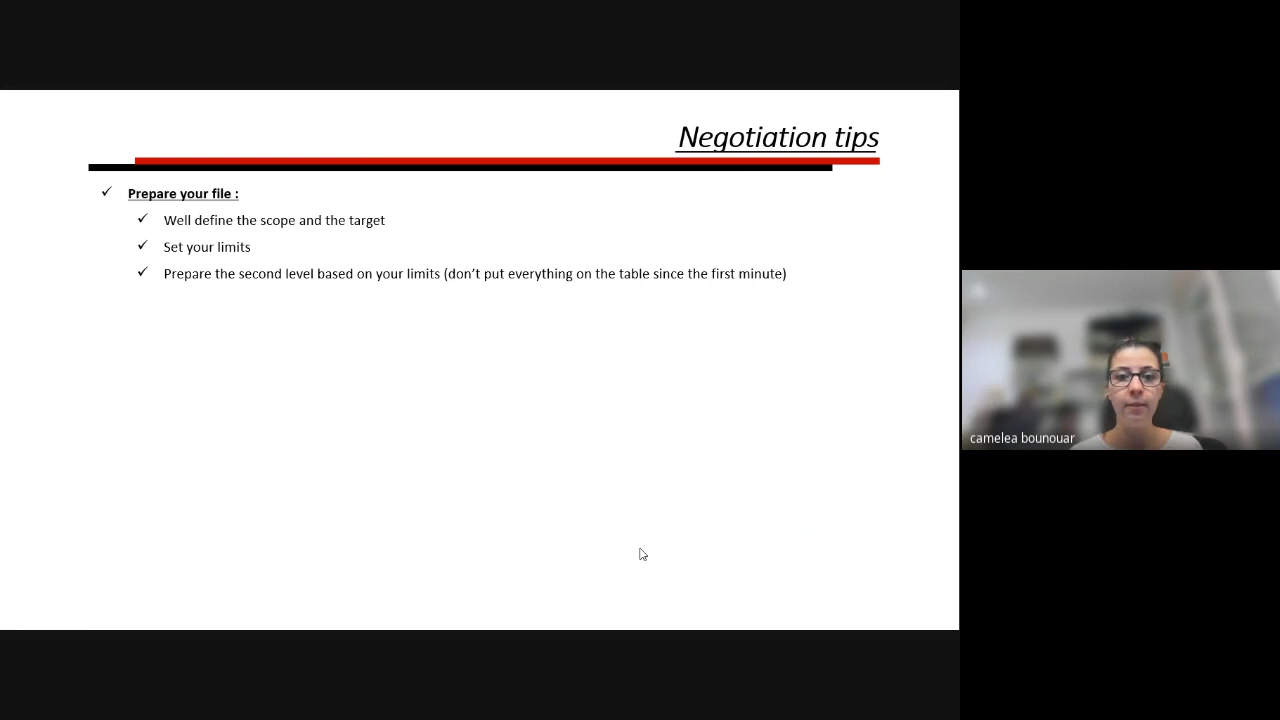 Negotiation tips
✓ Prepare your file :
✓ Well define the scope and the target
✓ Set your limits
✓ Prepare the second level based on your limits (don’t put everything on the table since the first minute)
camelea bounouar